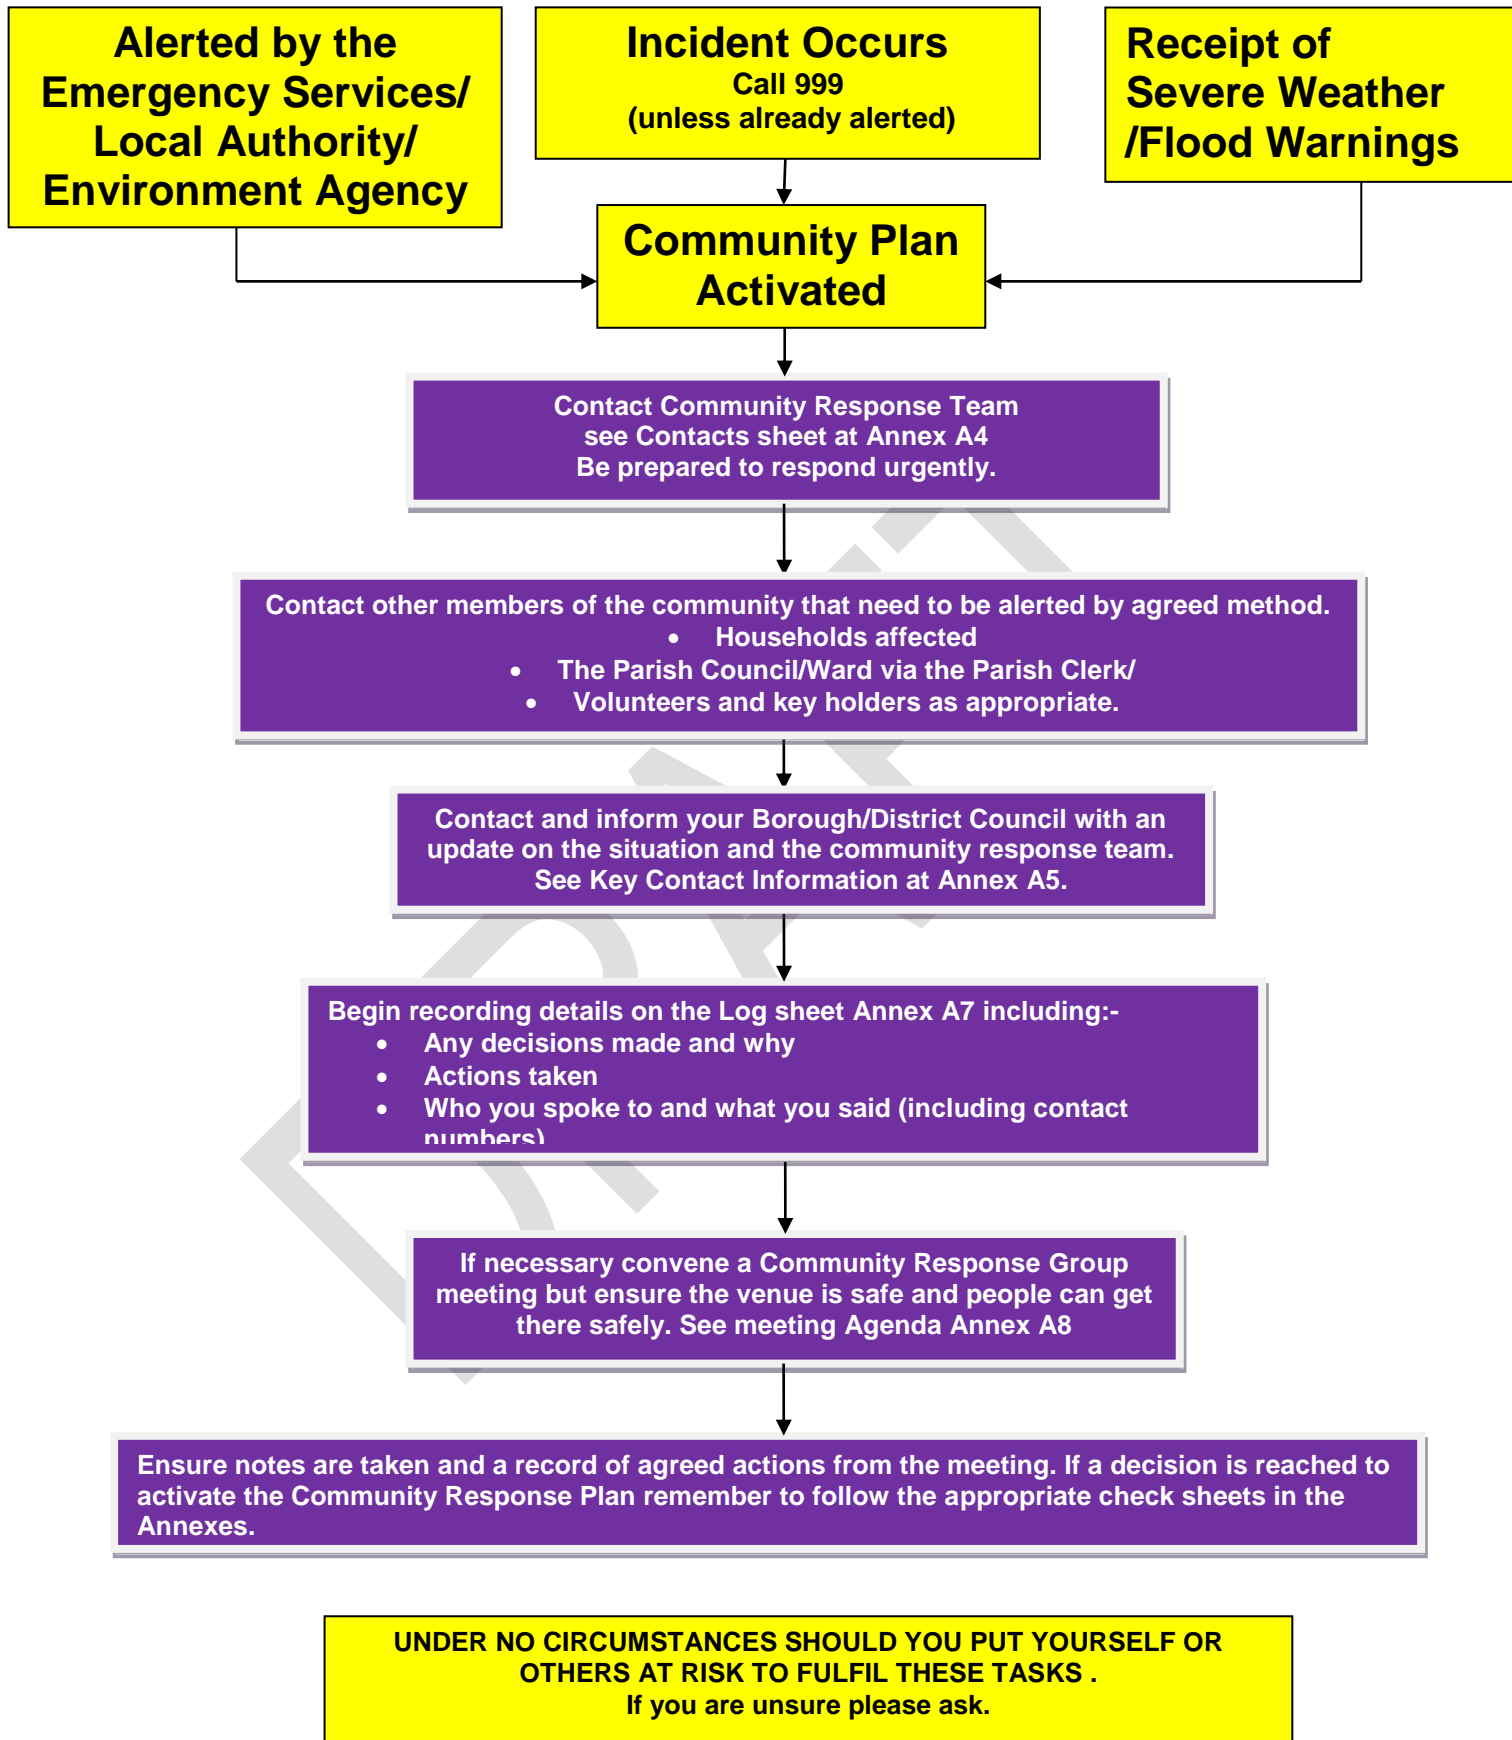 Alerted by the
Emergency Services/
Local Authority/
Environment Agency
Incident Occurs
Call 999
(unless already alerted)
Receipt of
Severe Weather
/Flood Warnings
Community Plan
Activated
Contact Community Response Team
see Contacts sheet at Annex A4
Be prepared to respond urgently.
Contact other members of the community that need to be alerted by agreed method.
• Households affected
• The Parish Council/Ward via the Parish Clerk/
• Volunteers and key holders as appropriate.
Contact and inform your Borough/District Council with an
update on the situation and the community response team.
See Key Contact Information at Annex A5.
Begin recording details on the Log sheet Annex A7 including:-
• Any decisions made and why
• Actions taken
• Who you spoke to and what you said (including contact
numbers)
If necessary convene a Community Response Group
meeting but ensure the venue is safe and people can get
there safely. See meeting Agenda Annex A8
Ensure notes are taken and a record of agreed actions from the meeting. If a decision is reached to
activate the Community Response Plan remember to follow the appropriate check sheets in the
Annexes.
UNDER NO CIRCUMSTANCES SHOULD YOU PUT YOURSELF OR
OTHERS AT RISK TO FULFIL THESE TASKS .
If you are unsure please ask.
DRAFT